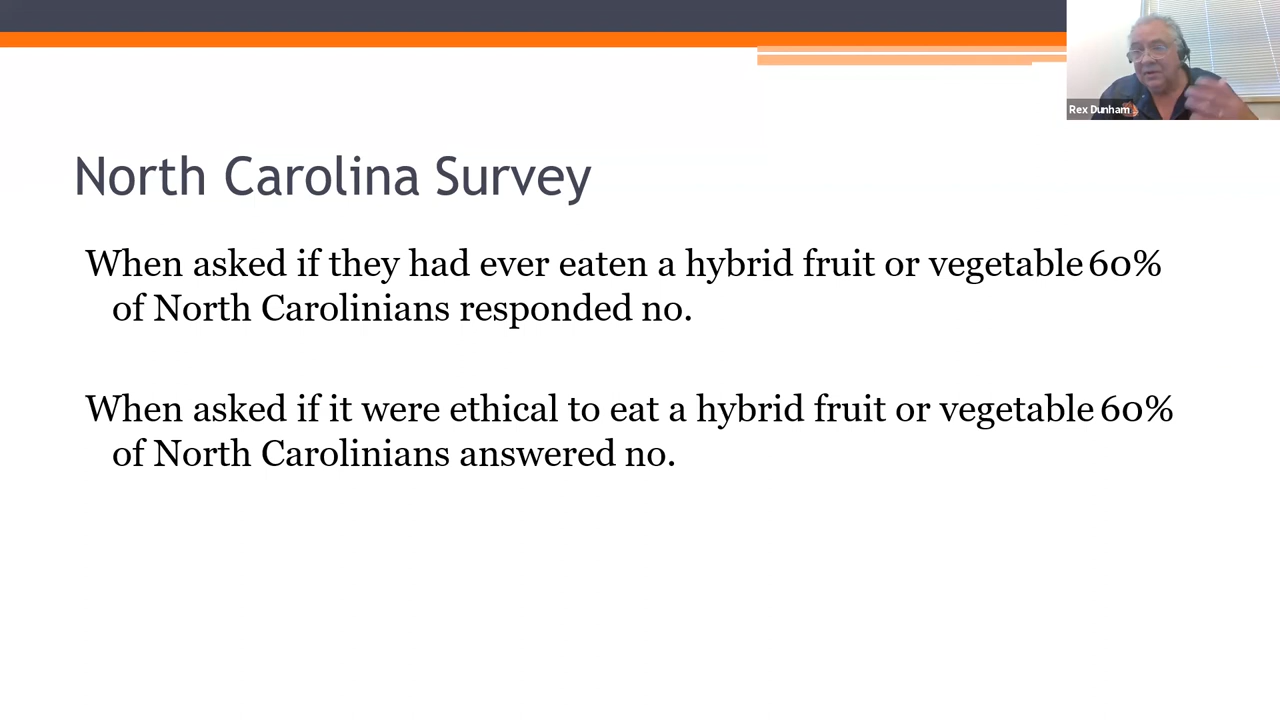 Rex Dunham
North Carolina Survey
When asked if they had ever eaten a hybrid fruit or vegetable 60%
of North Carolinians responded no.
When asked if it were ethical to eat a hybrid fruit or vegetable 60%
of North Carolinians answered no.